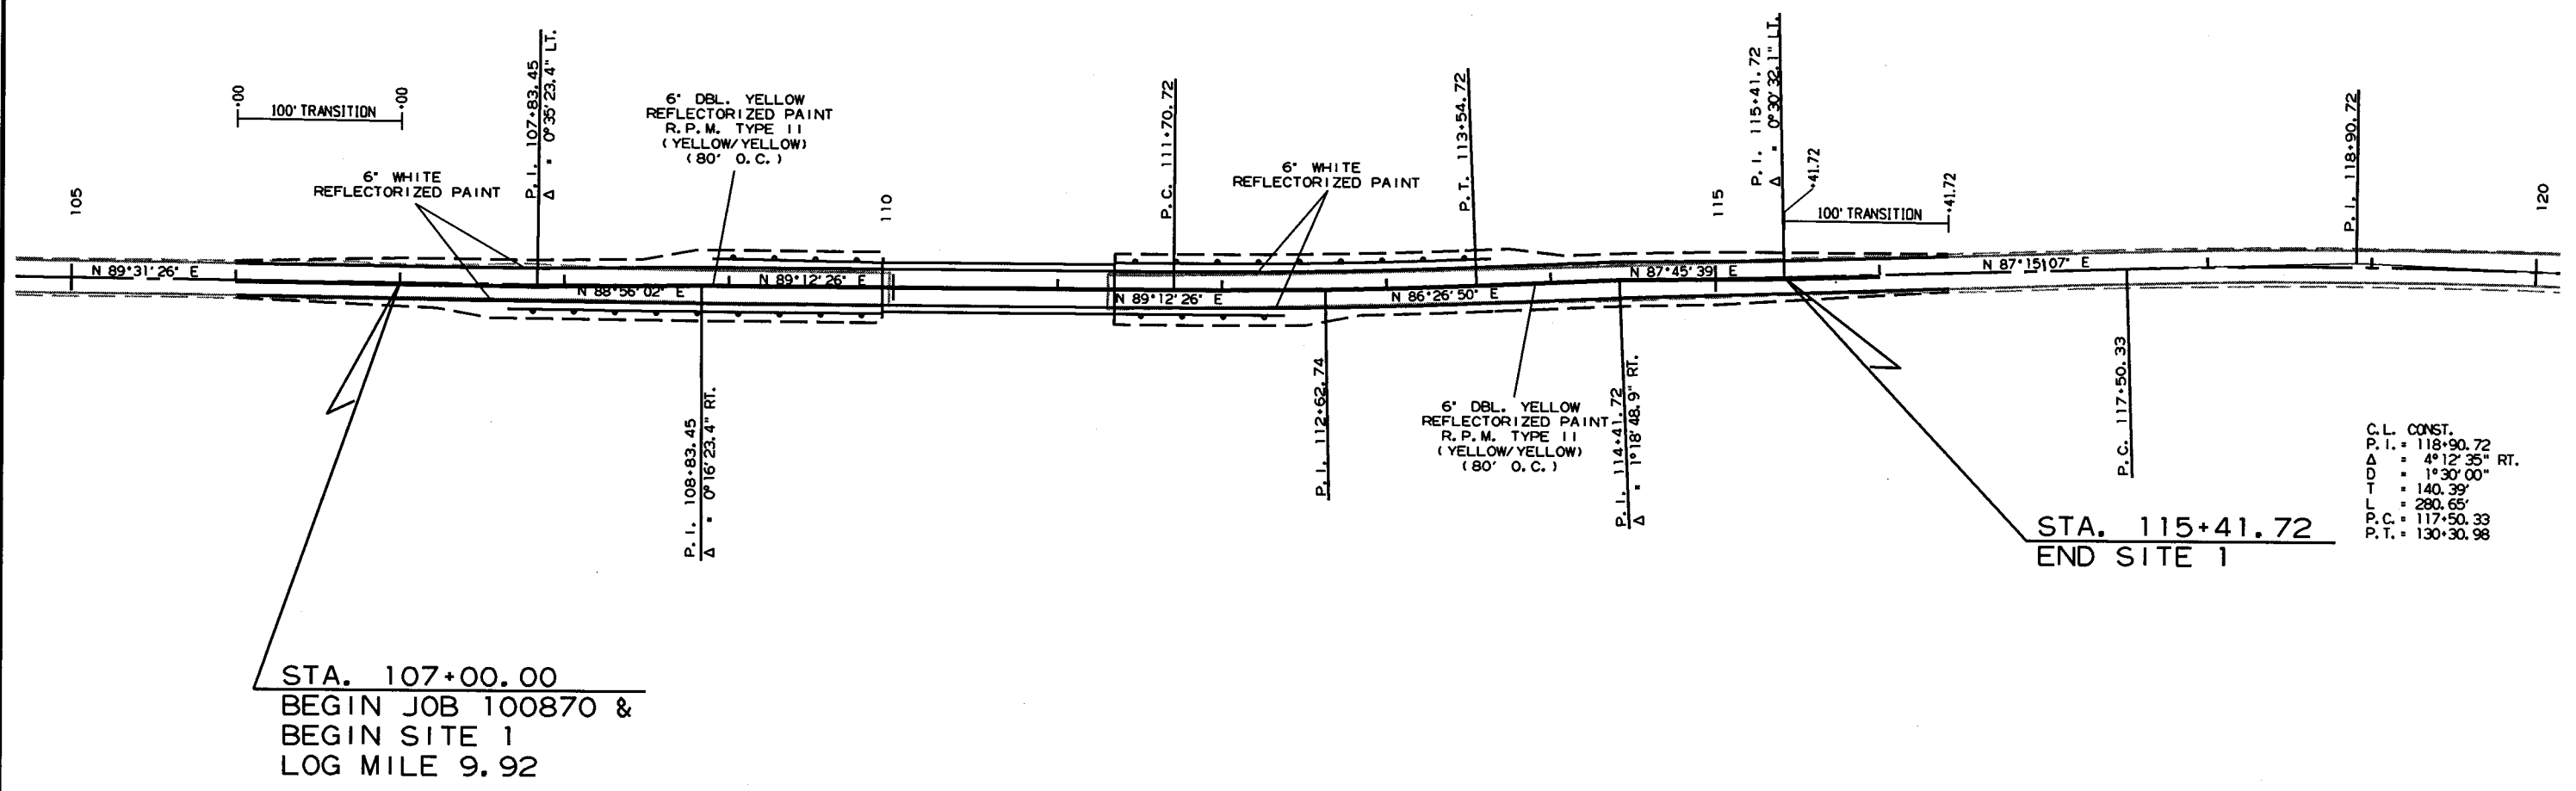 +00
100' TRANSITION
+00
P.I. 107+83.45
Δ = 0°35'23.4" LT.
6" DBL. YELLOW
REFLECTORIZED PAINT
R.P.M. TYPE II
(YELLOW/YELLOW)
(80' O.C.)
6" WHITE
REFLECTORIZED PAINT
105
110
P.C. 111+70.72
6" WHITE
REFLECTORIZED PAINT
P.T. 113+54.72
115
P.I. 115+41.72
Δ = 0°30'32.1" LT.
+41.72
100' TRANSITION
+41.72
P.I. 118+90.72
120
N 89°31'26" E
N 88°56'02" E
N 89°12'26" E
N 89°12'26" E
N 86°26'50" E
N 87°45'39" E
N 87°15'07" E
P.I. 108+83.45
Δ = 0°16'23.4" RT.
P.I. 112+62.74
6" DBL. YELLOW
REFLECTORIZED PAINT
R.P.M. TYPE II
(YELLOW/YELLOW)
(80' O.C.)
P.I. 114+41.72
Δ = 1°18'48.9" RT.
P.C. 117+50.33
C.L. CONST.
P.I. = 118+90.72
Δ = 4°12'35" RT.
D = 1°30'00"
T = 140.39'
L = 280.65'
P.C. = 117+50.33
P.T. = 130+30.98
STA. 115+41.72
END SITE 1
STA. 107+00.00
BEGIN JOB 100870 &
BEGIN SITE 1
LOG MILE 9.92